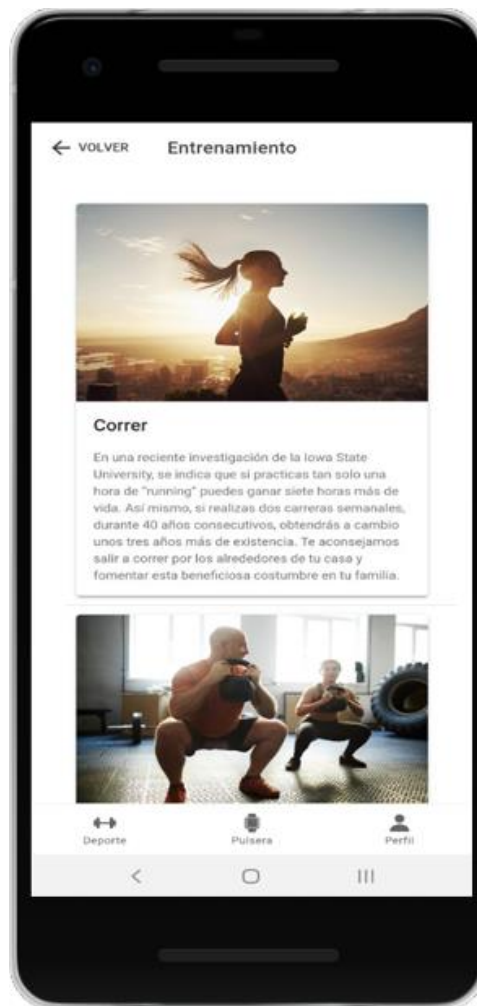 VOLVER Entrenamiento
Correr
En una reciente investigación de la Iowa State
University, se indica que si practicas tan solo una
hora de "running" puedes ganar siete horas más de
vida. Así mismo, si realizas dos carreras semanales,
durante 40 años consecutivos, obtendrás a cambio
unos tres años más de existencia. Te aconsejamos
salir a correr por los alrededores de tu casa y
fomentar esta beneficiosa costumbre en tu familia.
Deporte Pulsera Perfil